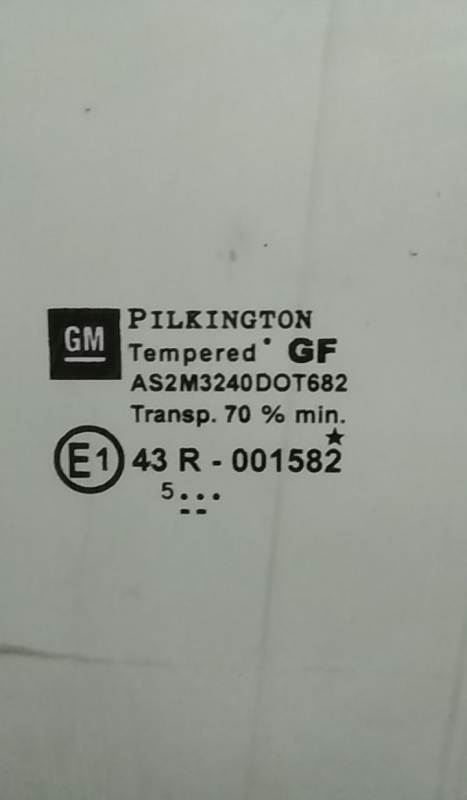 GM
PILKINGTON
Tempered GF
AS2M3240DOT682
Transp. 70 % min.
E1 43 R - 001582
5...
--